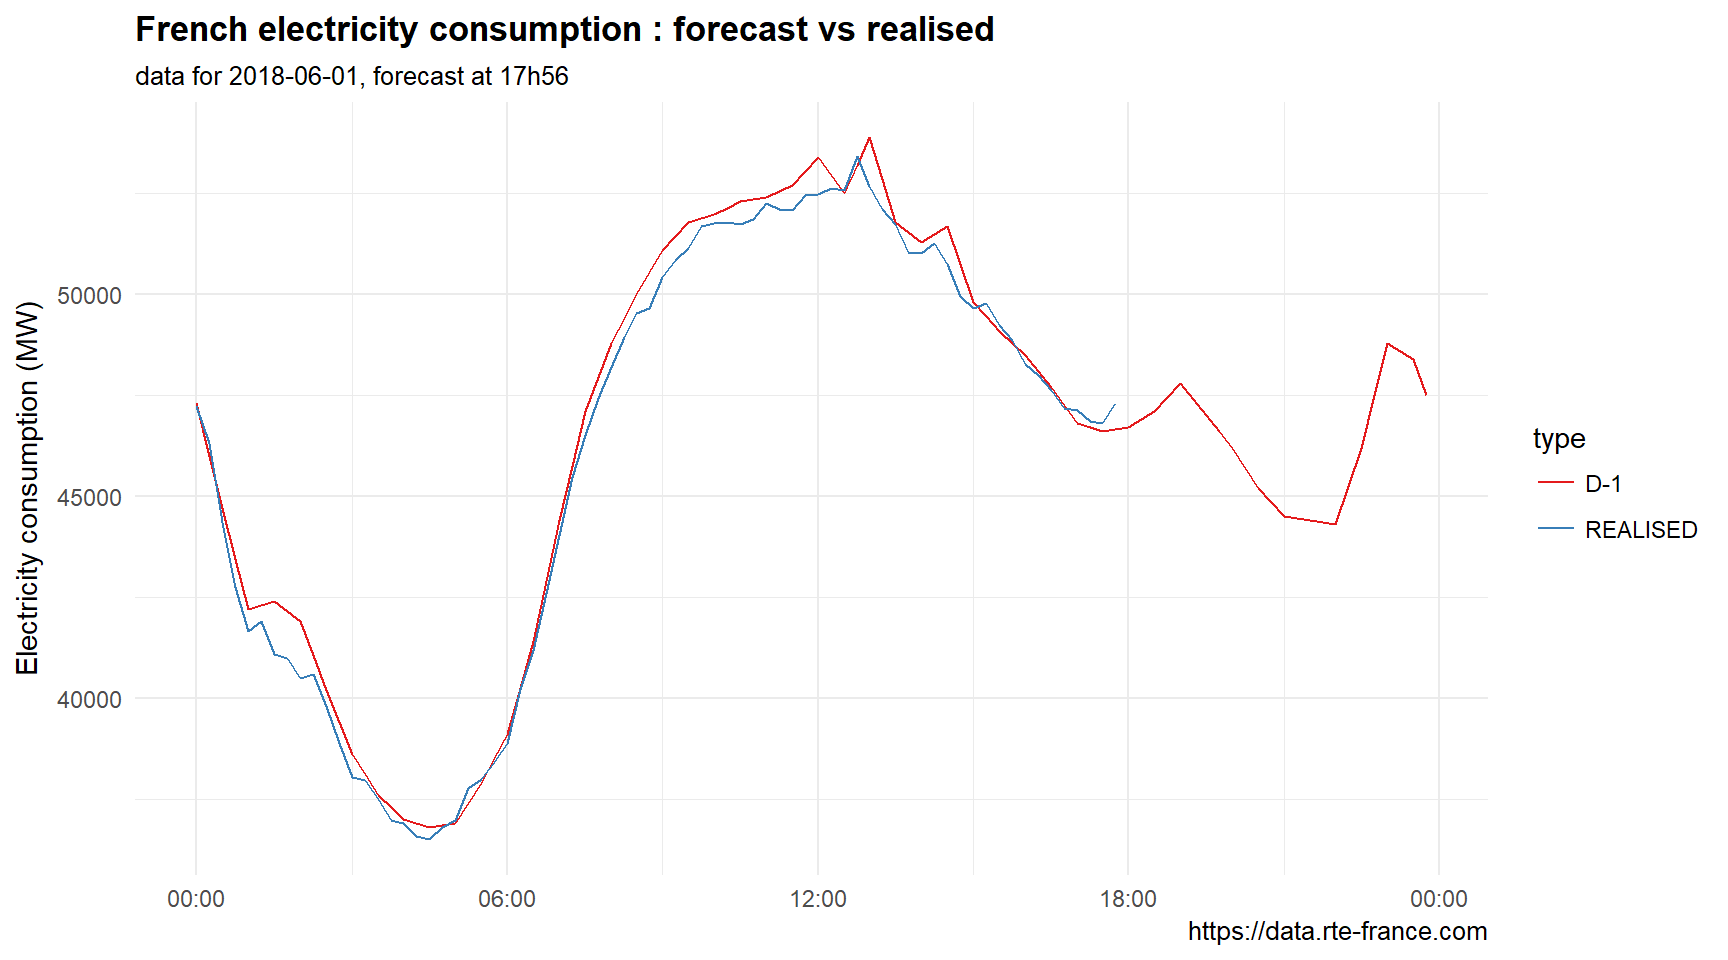 French electricity consumption : forecast vs realised
data for 2018-06-01, forecast at 17h56
Electricity consumption (MW)
50000
45000
40000
00:00 06:00 12:00 18:00 00:00
type
D-1
REALISED
https://data.rte-france.com